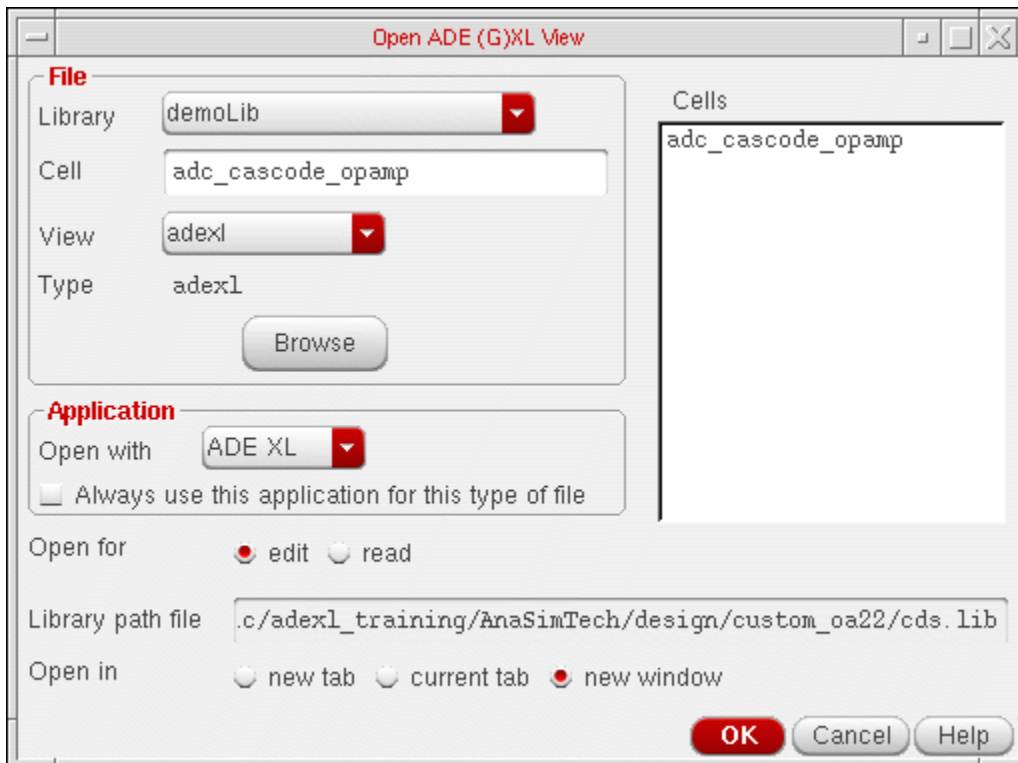 Open ADE (G)XL View
File
Library demoLib
Cell adc_cascode_opamp
View adexl
Type adexl
Browse
Cells
adc_cascode_opamp
Application
Open with ADE XL
Always use this application for this type of file
Open for edit read
Library path file .c/adexl_training/AnaSimTech/design/custom_oa22/cds.lib
Open in new tab current tab new window
OK Cancel Help